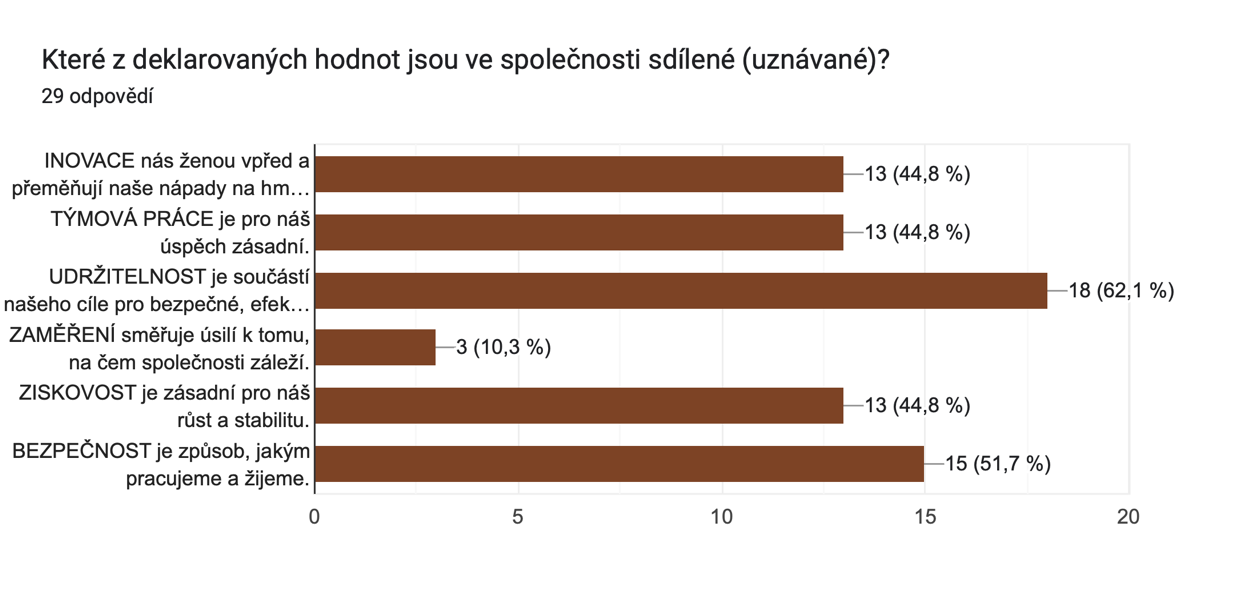 Které z deklarovaných hodnot jsou ve společnosti sdílené (uznávané)?
29 odpovědí
INOVACE nás ženou vpřed a
přeměňují naše nápady na hm…
13 (44,8 %)
TÝMOVÁ PRÁCE je pro náš
úspěch zásadní.
13 (44,8 %)
UDRŽITELNOST je součástí
našeho cíle pro bezpečné, efek…
18 (62,1 %)
ZAMĚŘENÍ směřuje úsilí k tomu,
na čem společnosti záleží.
3 (10,3 %)
ZISKOVOST je zásadní pro náš
růst a stabilitu.
13 (44,8 %)
BEZPEČNOST je způsob, jakým
pracujeme a žijeme.
15 (51,7 %)
0 5 10 15 20